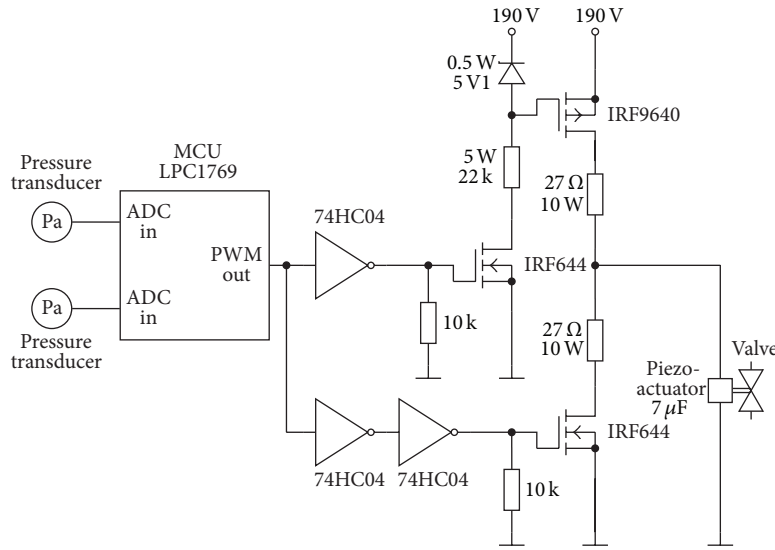 190 V
190 V
0.5 W
5 V1
IRF9640
5 W
22 k
27 Ω
10 W
MCU
LPC1769
Pressure
transducer
Pa
ADC
in
PWM
out
74HC04
IRF644
10 k
Pa
ADC
in
Pressure
transducer
27 Ω
10 W
Piezo-
actuator
7 μF
Valve
74HC04
74HC04
10 k
IRF644